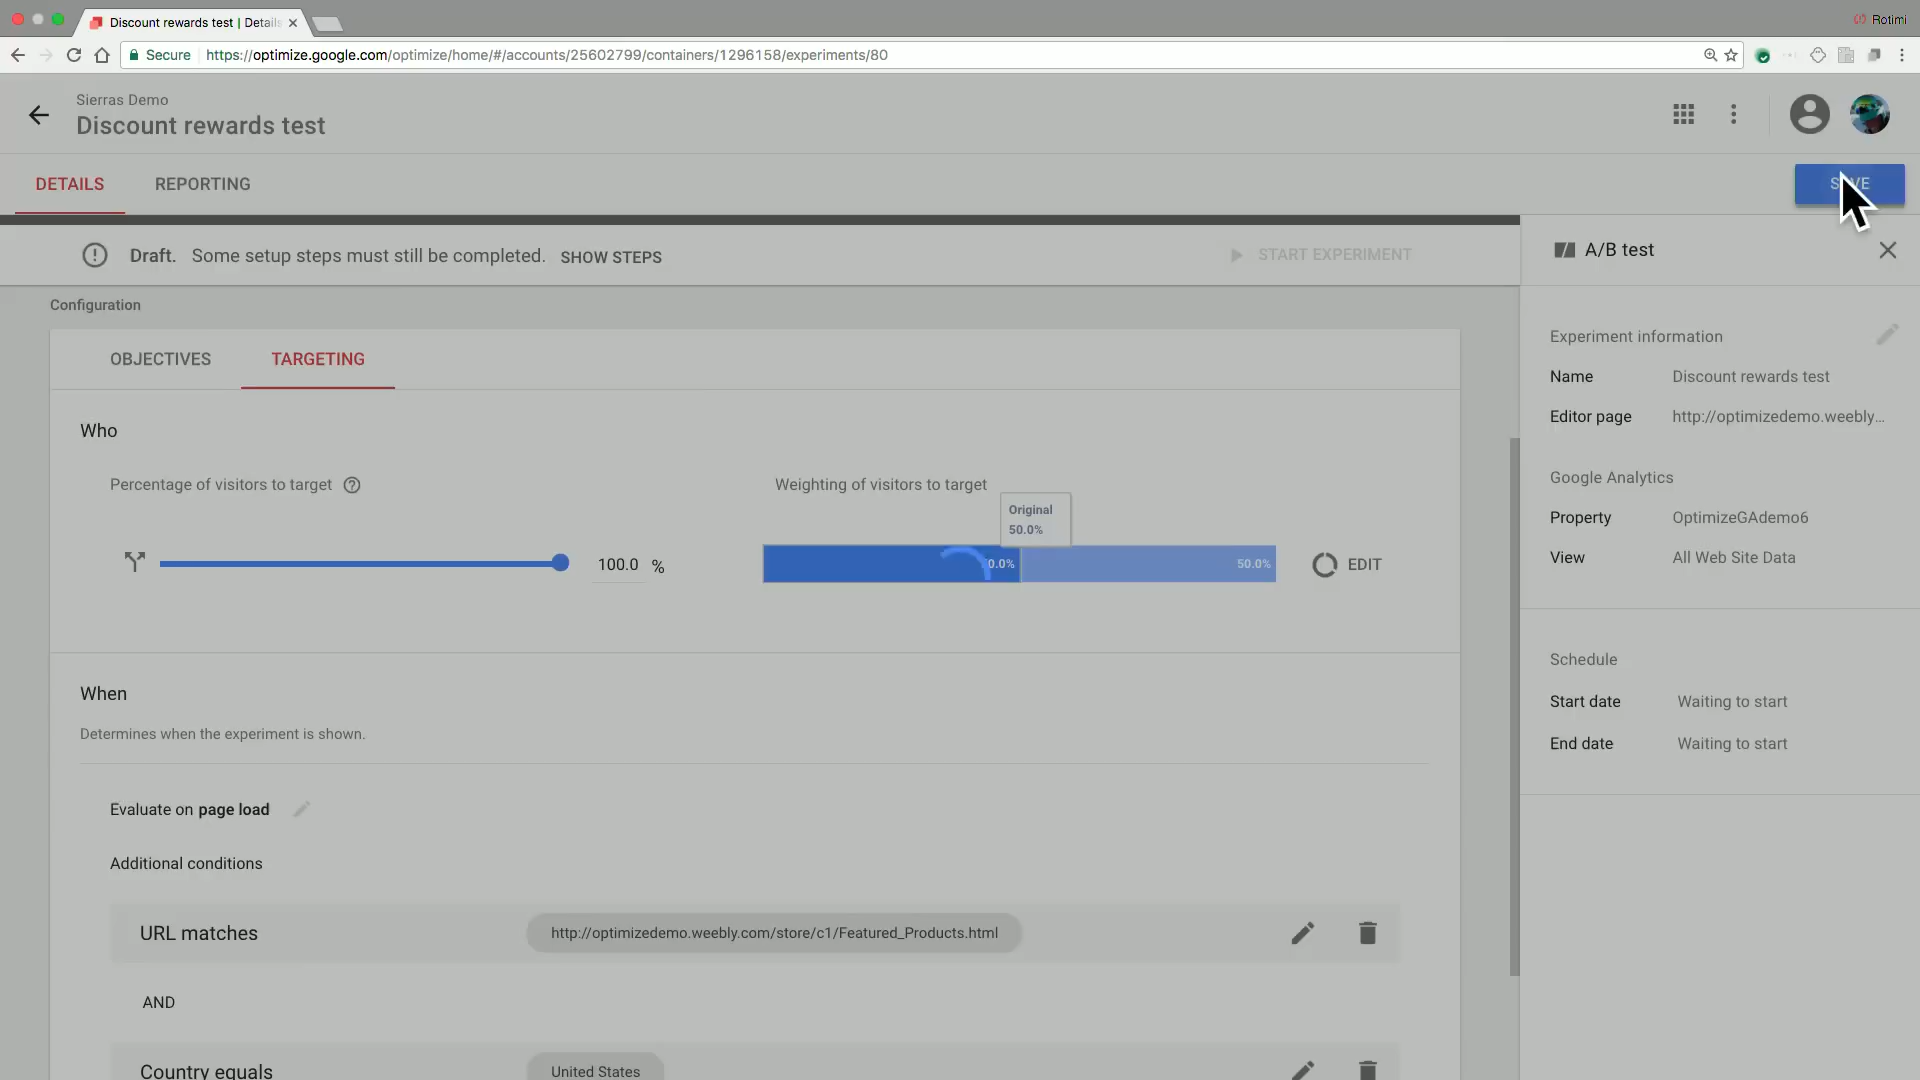 Discount rewards test | Details
Rotimi
Secure
https://optimize.google.com/optimize/home/#/accounts/25602799/containers/1296158/experiments/80
Sierras Demo
Discount rewards test
DETAILS
REPORTING
Draft. Some setup steps must still be completed. SHOW STEPS
START EXPERIMENT
A/B test
Configuration
OBJECTIVES
TARGETING
Who
Percentage of visitors to target
100.0 %
Weighting of visitors to target
Original
50.0%
50.0%
EDIT
When
Determines when the experiment is shown.
Evaluate on page load
Additional conditions
URL matches
http://optimizedemo.weebly.com/store/c1/Featured_Products.html
AND
Country equals
United States
Experiment information
Name
Discount rewards test
Editor page
http://optimizedemo.weebly...
Google Analytics
Property
OptimizeGAdemo6
View
All Web Site Data
Schedule
Start date
Waiting to start
End date
Waiting to start